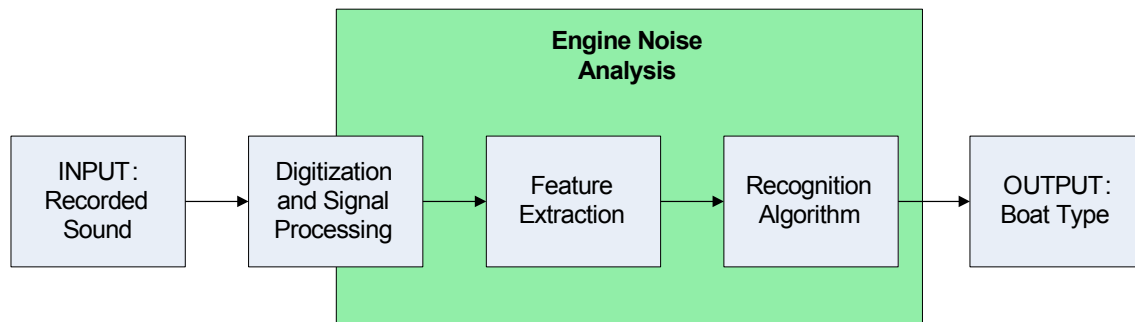 Engine Noise
Analysis
INPUT:
Recorded
Sound
Digitization
and Signal
Processing
Feature
Extraction
Recognition
Algorithm
OUTPUT:
Boat Type